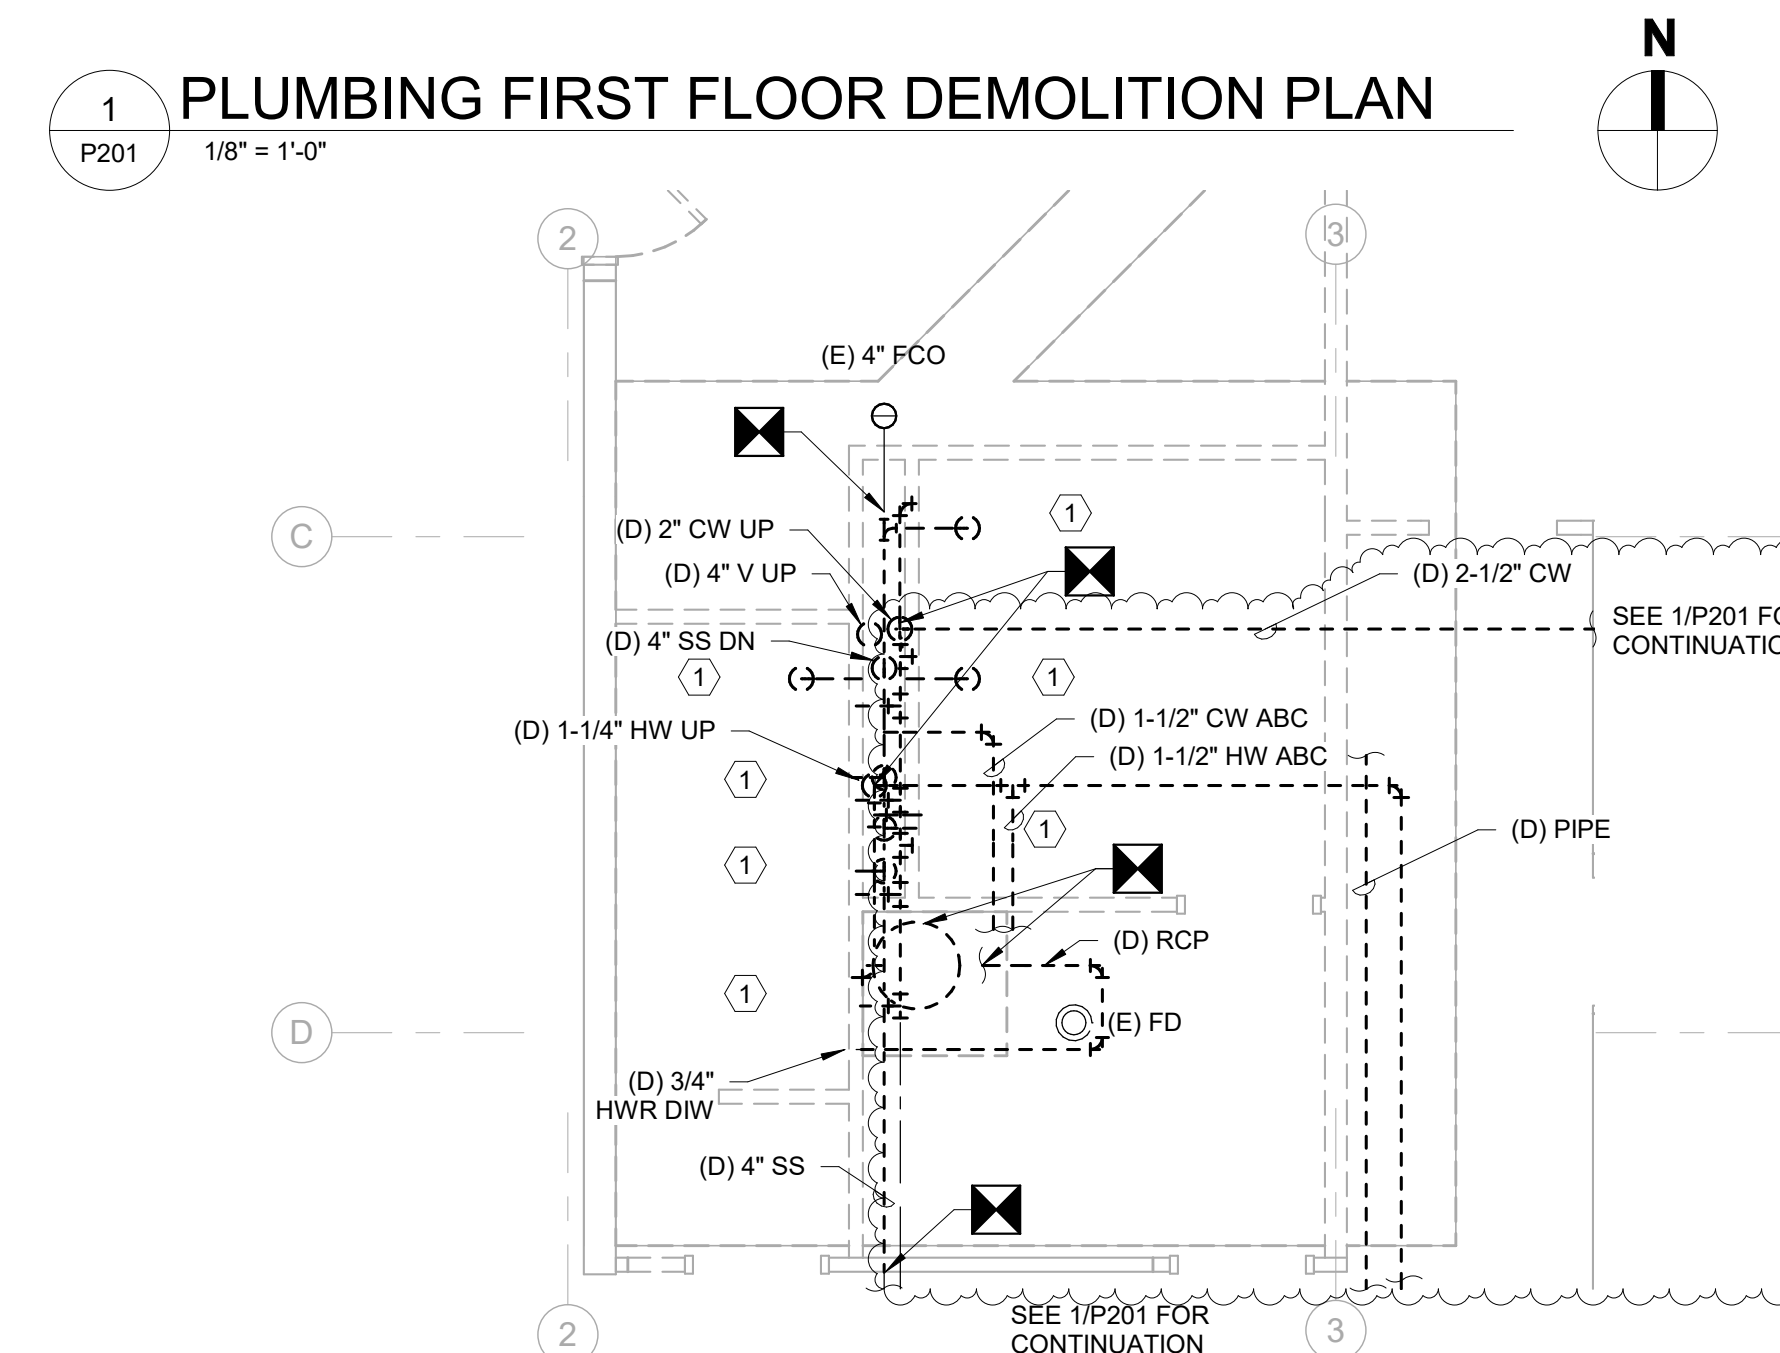 N
1
PLUMBING FIRST FLOOR DEMOLITION PLAN
P201
1/8" = 1'-0"
2
3
(E) 4" FCO
1
C
(D) 2" CW UP
(D) 4" V UP
(D) 2-1/2" CW
SEE 1/P201
CONTINUATIO
(D) 4" SS DN
1
1
(D) 1-1/4" HW UP
(D) 1-1/2" CW ABC
(D) 1-1/2" HW ABC
1
1
(D) PIPE
1
(D) RCP
1
(E) FD
D
(D) 3/4"
HWR DIW
(D) 4" SS
SEE 1/P201 FOR
CONTINUATION
2
3